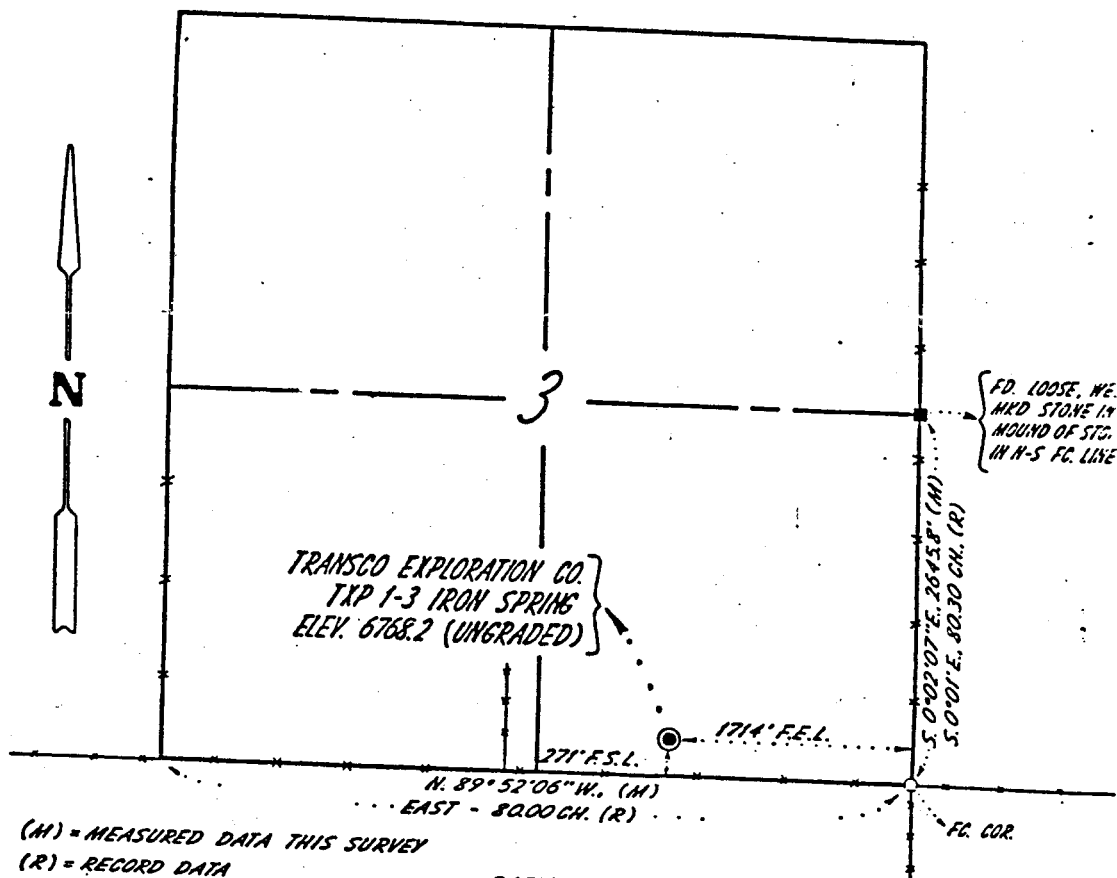 N
3
FD. LOOSE, WE.
MKD STONE IN
MOUND OF STO.
IN N-S FC. LINE
TRANSCO EXPLORATION CO.
TXP 1-3 IRON SPRING
ELEV. 6768.2 (UNGRADED)
S. 0°02'07"E. 2645.8' (M)
S. 0°01'E., 80.30 CH. (R)
1714' F.E.L.
271' F.S.L.
N. 89°52'06" W., (M)
EAST - 80.00 CH. (R)
FC. COR.
(M) = MEASURED DATA THIS SURVEY
(R) = RECORD DATA